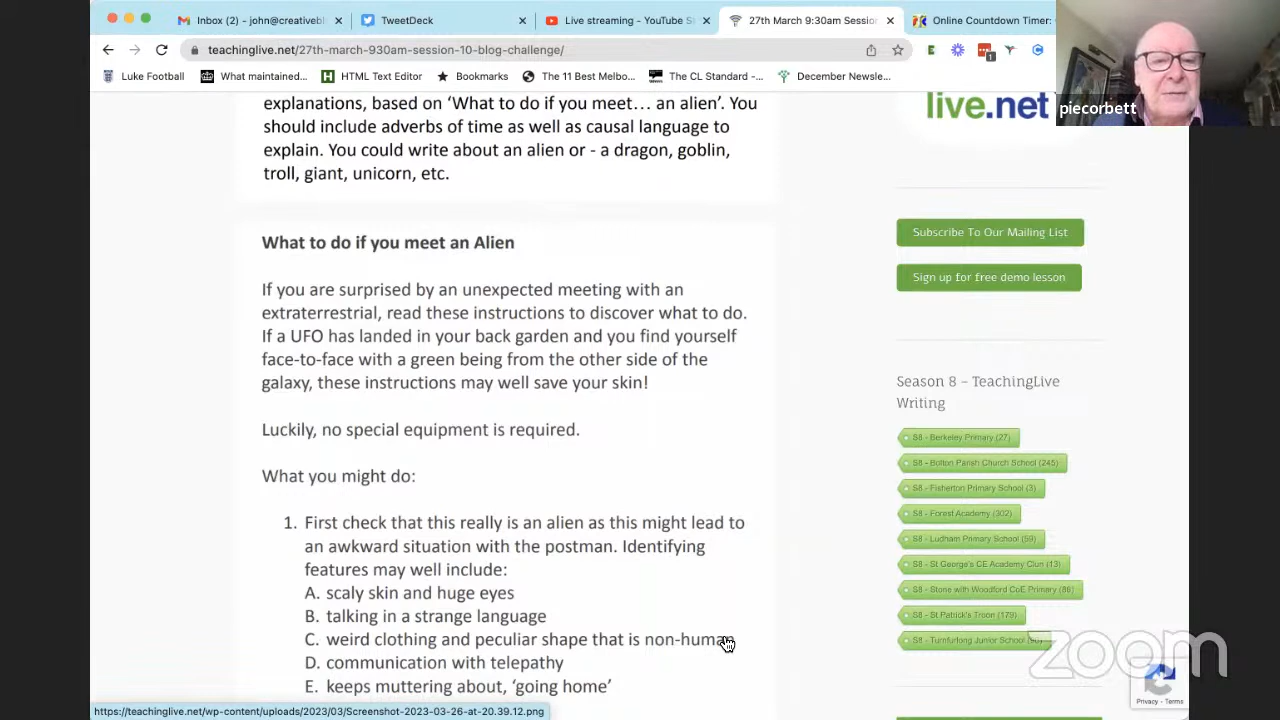 Inbox (2) - john@creativebl
TweetDeck
Live streaming - YouTube S
27th March 9:30am Sessio
Online Countdown Timer:
teachinglive.net/27th-march-930am-session-10-blog-challenge/
1
Luke Football
What maintained...
HTML Text Editor
Bookmarks
The 11 Best Melbo...
The CL Standard -...
December Newsle...
piecorbett
explanations, based on ‘What to do if you meet... an alien’. You
should include adverbs of time as well as causal language to
explain. You could write about an alien or - a dragon, goblin,
troll, giant, unicorn, etc.
live.net
What to do if you meet an Alien
If you are surprised by an unexpected meeting with an
extraterrestrial, read these instructions to discover what to do.
If a UFO has landed in your back garden and you find yourself
face-to-face with a green being from the other side of the
galaxy, these instructions may well save your skin!
Luckily, no special equipment is required.
What you might do:
1. First check that this really is an alien as this might lead to
an awkward situation with the postman. Identifying
features may well include:
A. scaly skin and huge eyes
B. talking in a strange language
C. weird clothing and peculiar shape that is non-human
D. communication with telepathy
E. keeps muttering about, ‘going home’
Subscribe To Our Mailing List
Sign up for free demo lesson
Season 8 – TeachingLive
Writing
S8 - Berkeley Primary (27)
S8 - Bolton Parish Church School (245)
S8 - Fisherton Primary School (3)
S8 - Forest Academy (302)
S8 - Ludham Primary School (59)
S8 - St George's CE Academy Clun (13)
S8 - Stone with Woodford CoE Primary (86)
S8 - St Patrick's Troon (179)
S8 - Turnfurlong Junior School
zoom
Privacy - Terms
https://teachinglive.net/wp-content/uploads/2023/03/Screenshot-2023-03-26-at-20.39.12.png